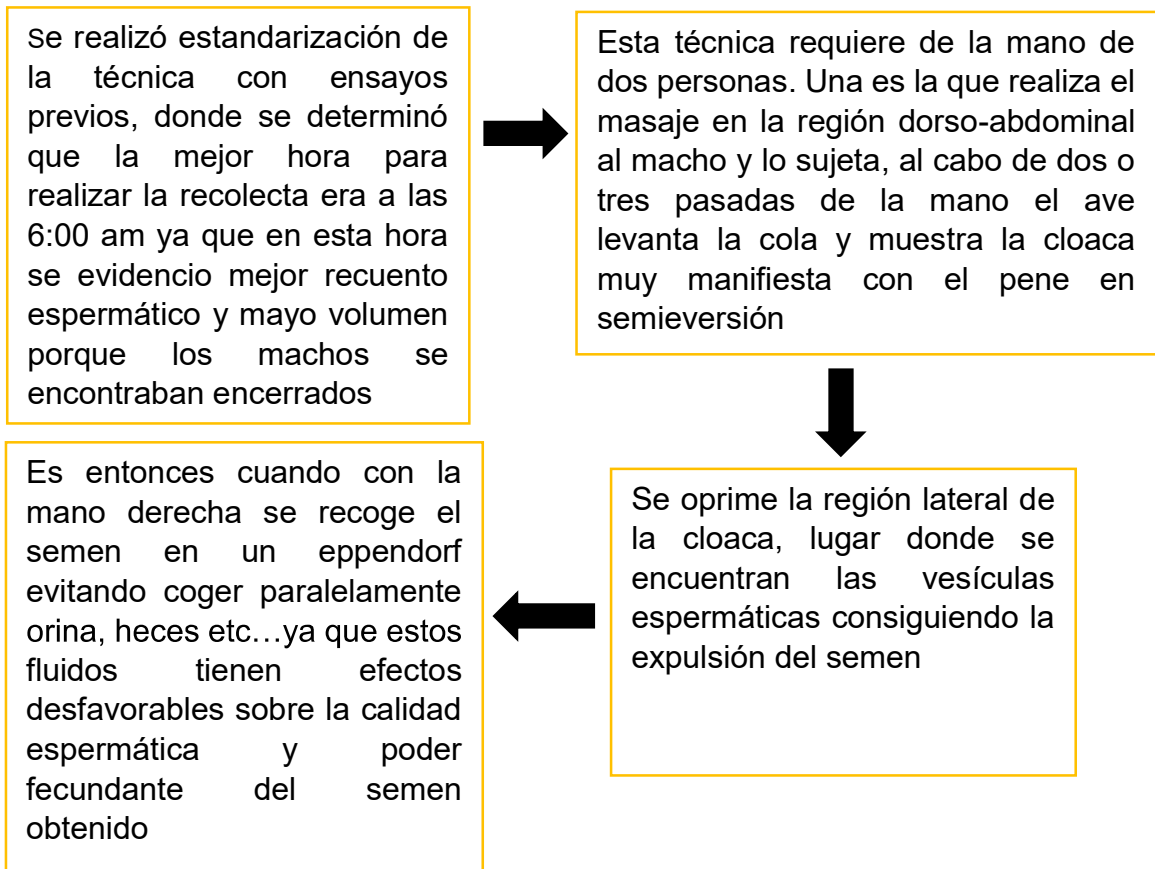 Se realizó estandarización de
la técnica con ensayos
previos, donde se determinó
que la mejor hora para
realizar la recolecta era a las
6:00 am ya que en esta hora
se evidencio mejor recuento
espermático y mayo volumen
porque los machos se
encontraban encerrados
Esta técnica requiere de la mano de
dos personas. Una es la que realiza el
masaje en la región dorso-abdominal
al macho y lo sujeta, al cabo de dos o
tres pasadas de la mano el ave
levanta la cola y muestra la cloaca
muy manifiesta con el pene en
semieversión
Se oprime la región lateral de
la cloaca, lugar donde se
encuentran las vesículas
espermáticas consiguiendo la
expulsión del semen
Es entonces cuando con la
mano derecha se recoge el
semen en un eppendorf
evitando coger paralelamente
orina, heces etc…ya que estos
fluidos tienen efectos
desfavorables sobre la calidad
espermática y poder
fecundante del semen
obtenido